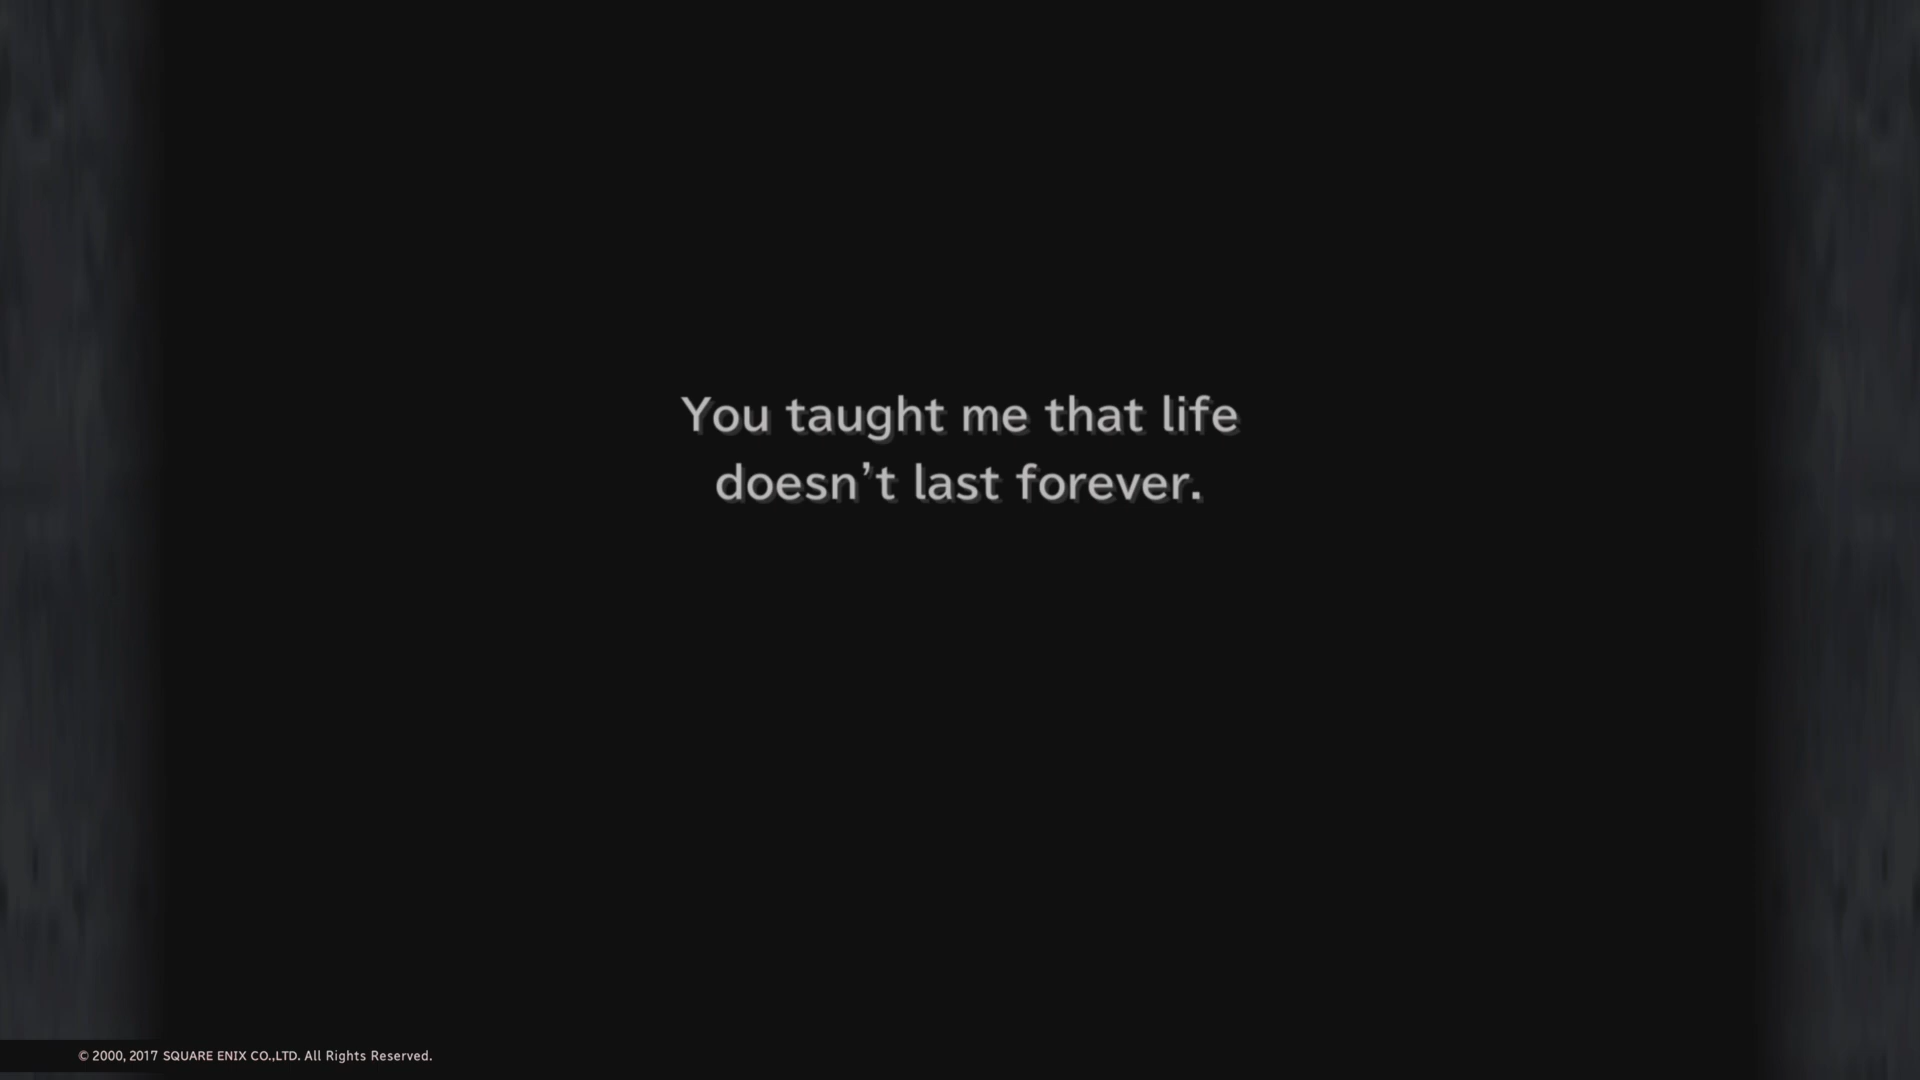 You taught me that life
doesn’t last forever.
© 2000, 2017 SQUARE ENIX CO.,LTD. All Rights Reserved.